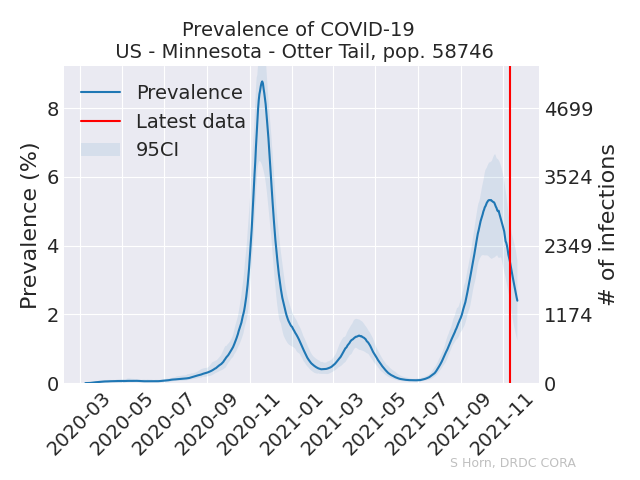 Prevalence of COVID-19
US - Minnesota - Otter Tail, pop. 58746
Prevalence
Latest data
95CI
Prevalence (%)
8
6
4
2
0
4699
3524
2349
1174
0
# of infections
2020-03
2020-05
2020-07
2020-09
2020-11
2021-01
2021-03
2021-05
2021-07
2021-09
2021-11
S Horn, DRDC CORA